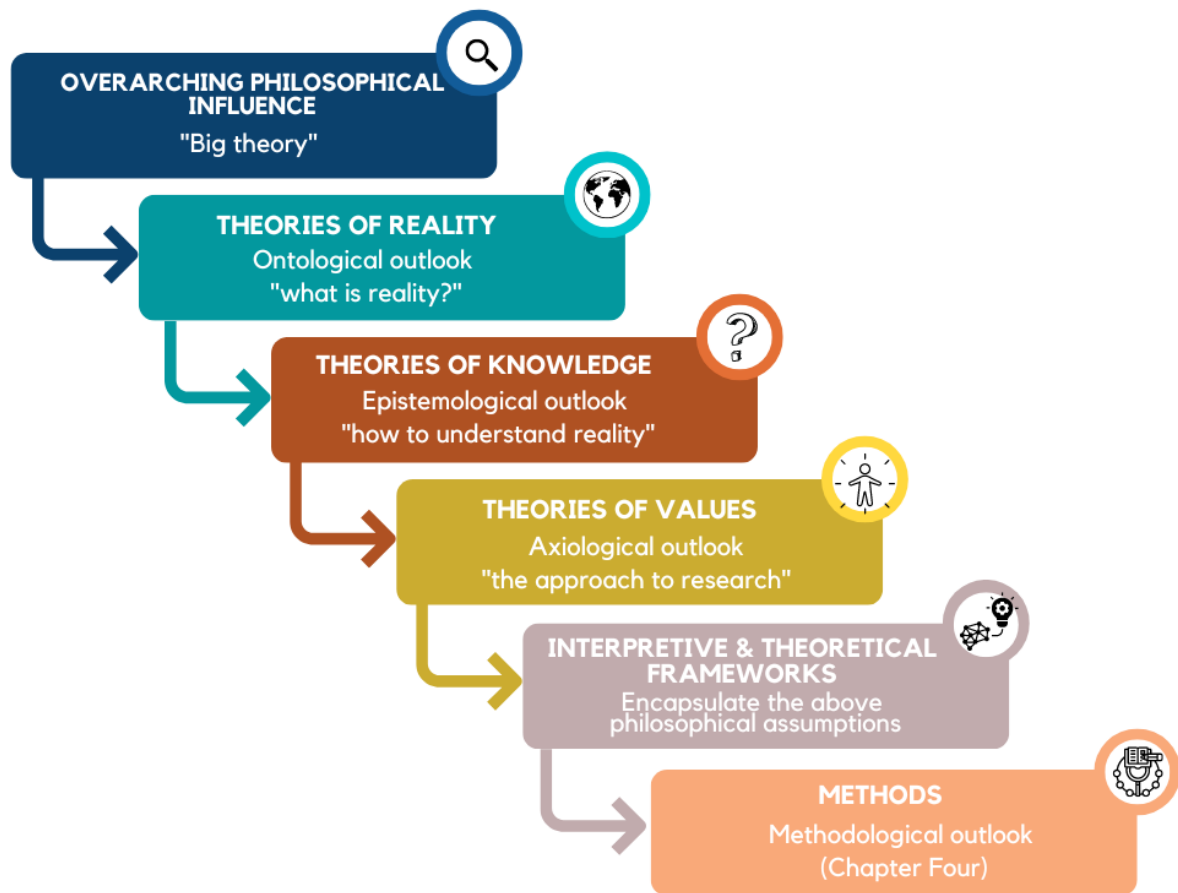 OVERARCHING PHILOSOPHICAL
INFLUENCE
"Big theory"
THEORIES OF REALITY
Ontological outlook
"what is reality?"
THEORIES OF KNOWLEDGE
Epistemological outlook
"how to understand reality"
THEORIES OF VALUES
Axiological outlook
"the approach to research"
INTERPRETIVE & THEORETICAL
FRAMEWORKS
Encapsulate the above
philosophical assumptions
METHODS
Methodological outlook
(Chapter Four)